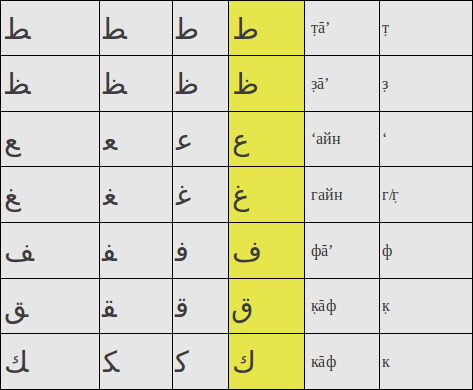 ـط ـطـ طـ ط т̣а̄’ т̣
ـظ ـظـ ظـ ظ з̣а̄’ з̣
ـع ـعـ عـ ع ‘айн ‘
ـغ ـغـ غـ غ гайн г/г̣
ـف ـفـ فـ ف фа̄’ ф
ـق ـقـ قـ ق к̣а̄ф к̣
ـك ـكـ كـ ك ка̄ф к